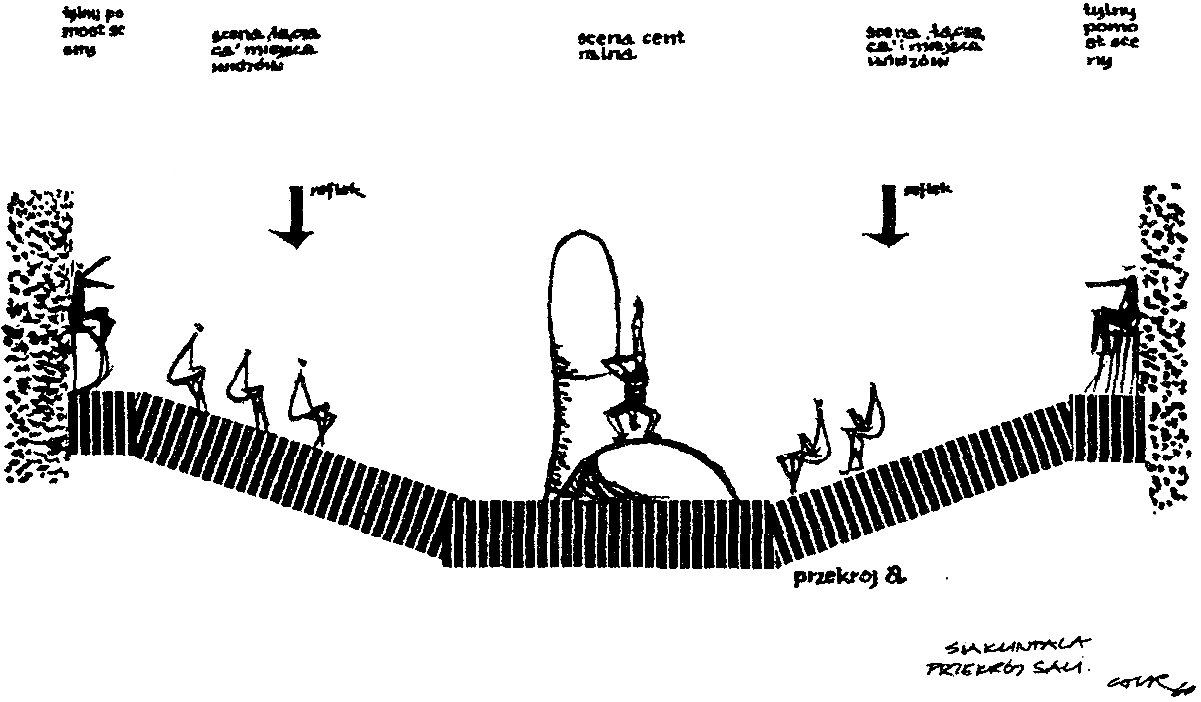 tylny po
most sc
eny
scena „łącza
ca” miejsca
widzów
scena cent
ralna
scena „łącza
ca” i miejsca
widzów
tylny
pomo
st sce
ny
reflek
reflek
przekrój a
SIAKUNTALA
PRZEKRÓJ SALI.